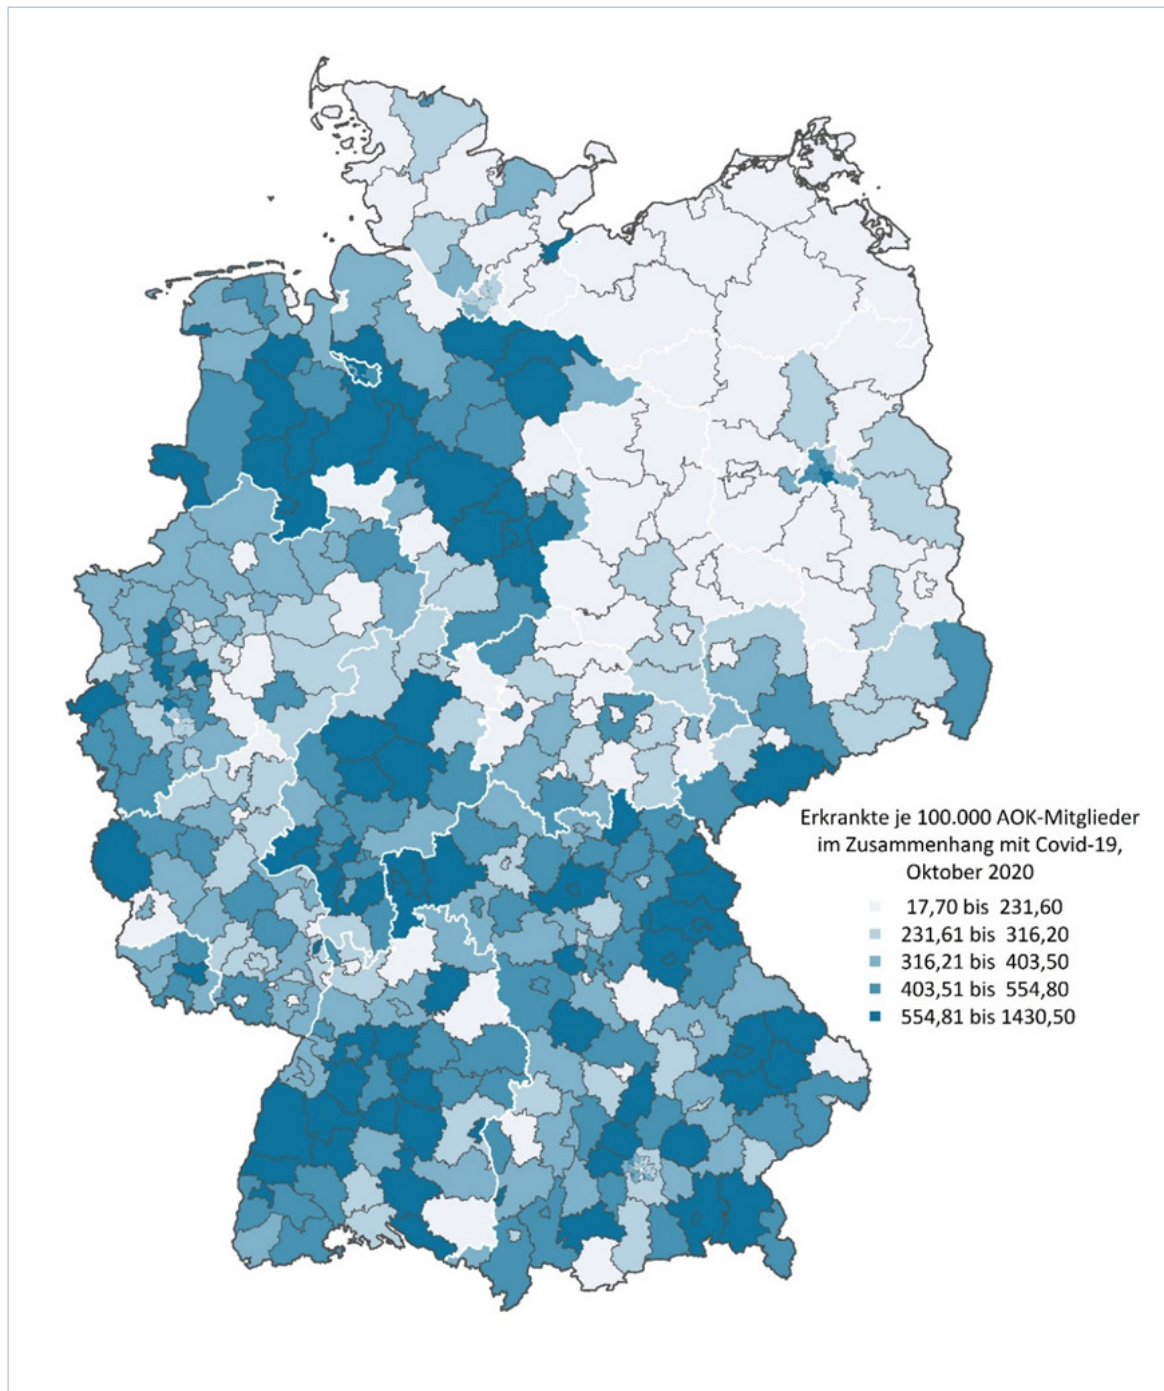 Erkrankte je 100.000 AOK-Mitglieder
im Zusammenhang mit Covid-19,
Oktober 2020
17,70 bis 231,60
231,61 bis 316,20
316,21 bis 403,50
403,51 bis 554,80
554,81 bis 1430,50